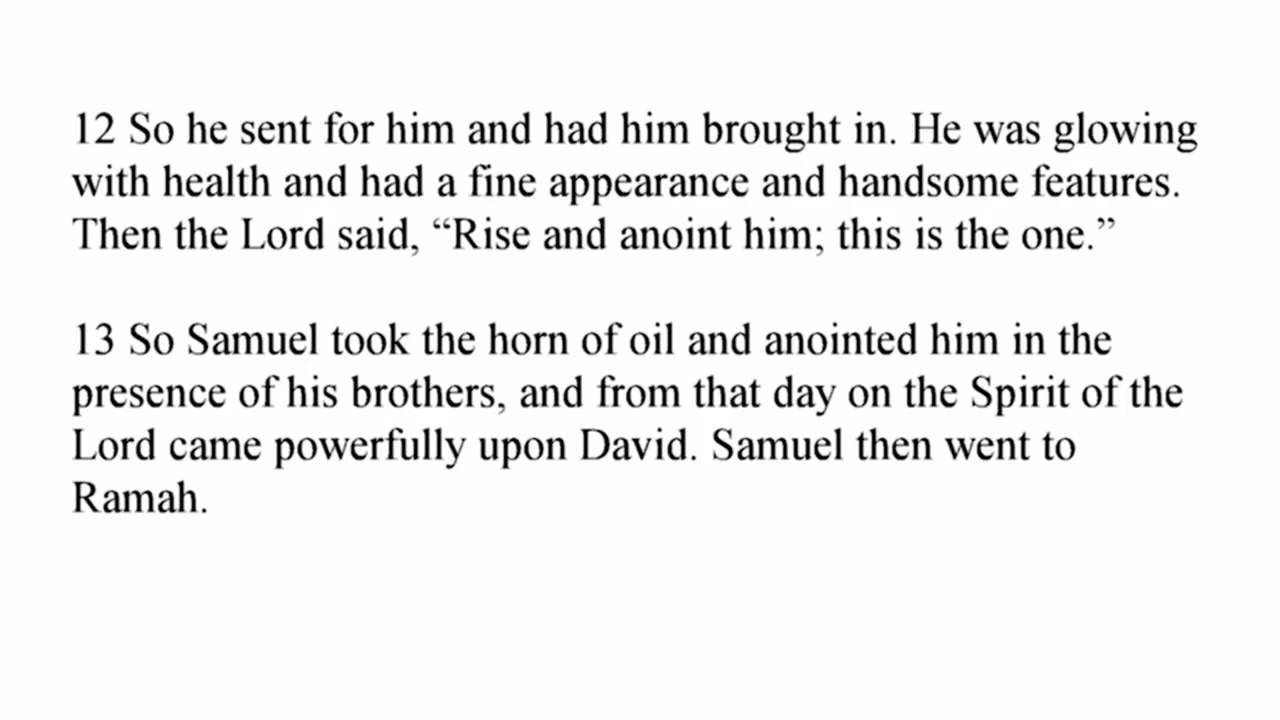 12 So he sent for him and had him brought in. He was glowing
with health and had a fine appearance and handsome features.
Then the Lord said, “Rise and anoint him; this is the one.”
13 So Samuel took the horn of oil and anointed him in the
presence of his brothers, and from that day on the Spirit of the
Lord came powerfully upon David. Samuel then went to
Ramah.